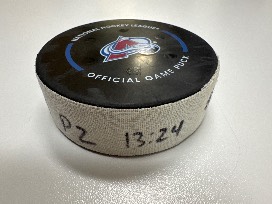 NATIONAL HOCKEY LEAGUE
OFFICIAL GAME PUCK
P2 13:24